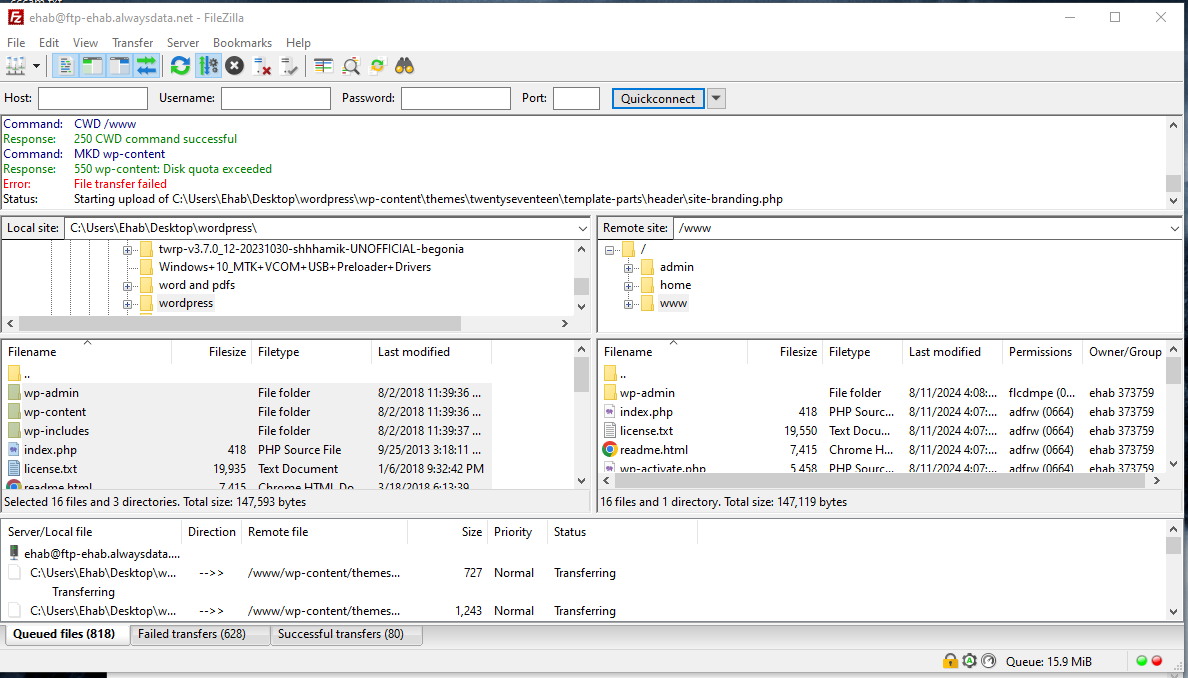 ehab@ftp-ehab.alwaysdata.net - FileZilla
File Edit View Transfer Server Bookmarks Help
Host: Username: Password: Port: Quickconnect
Command: CWD /www
Response: 250 CWD command successful
Command: MKD wp-content
Response: 550 wp-content: Disk quota exceeded
Error: File transfer failed
Status: Starting upload of C:\Users\Ehab\Desktop\wordpress\wp-content\themes\twentyseventeen\template-parts\header\site-branding.php
Local site: C:\Users\Ehab\Desktop\wordpress\
twrp-v3.7.0_12-20231030-shhhamik-UNOFFICIAL-begonia
Windows+10_MTK+VCOM+USB+Preloader+Drivers
word and pdfs
wordpress
Remote site: /www
/
admin
home
www
Filename Filesize Filetype Last modified
..
wp-admin File folder 8/2/2018 11:39:36 ...
wp-content File folder 8/2/2018 11:39:36 ...
wp-includes File folder 8/2/2018 11:39:37 ...
index.php 418 PHP Source File 9/25/2013 3:18:11 ...
license.txt 19,935 Text Document 1/6/2018 9:32:42 PM
readme.html 7,415 Chrome HTML Do... 3/18/2018 6:13:39 ...
Selected 16 files and 3 directories. Total size: 147,593 bytes
Filename Filesize Filetype Last modified Permissions Owner/Group
..
wp-admin File folder 8/11/2024 4:08:... flcdmpe (0... ehab 373759
index.php 418 PHP Sourc... 8/11/2024 4:07:... adfrw (0664) ehab 373759
license.txt 19,550 Text Docu... 8/11/2024 4:07:... adfrw (0664) ehab 373759
readme.html 7,415 Chrome H... 8/11/2024 4:07:... adfrw (0664) ehab 373759
wp-activate.php 5,458 PHP Sourc... 8/11/2024 4:07:... adfrw (0664) ehab 373759
16 files and 1 directory. Total size: 147,119 bytes
Server/Local file Direction Remote file Size Priority Status
ehab@ftp-ehab.alwaysdata....
C:\Users\Ehab\Desktop\w... -->> /www/wp-content/themes... 727 Normal Transferring
Transferring
C:\Users\Ehab\Desktop\w... -->> /www/wp-content/themes... 1,243 Normal Transferring
Queued files (818) Failed transfers (628) Successful transfers (80)
Queue: 15.9 MiB